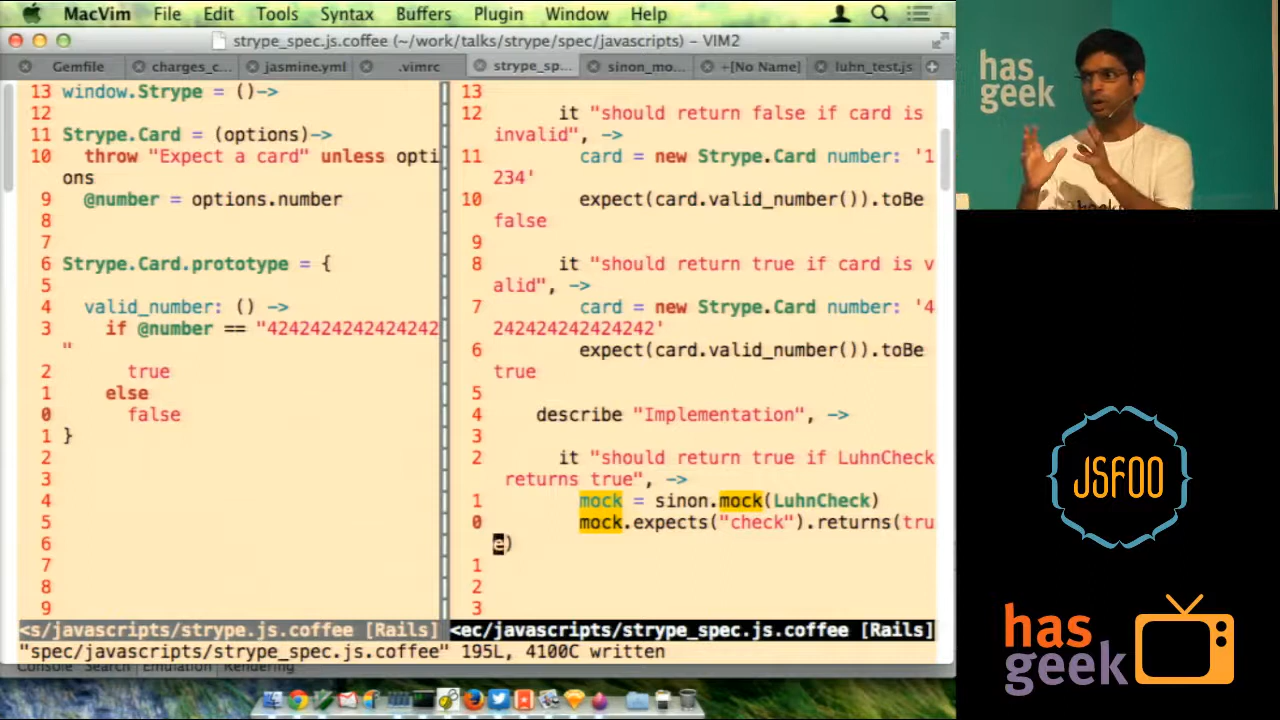 MacVim File Edit Tools Syntax Buffers Plugin Window Help
strype_spec.js.coffee (~/work/talks/strype/spec/javascripts) – VIM2
Gemfile charges_c... jasmine.yml .vimrc strype_sp... sinon_mo... +[No Name] luhn_test.js
13 window.Strype = ()->
12
11 Strype.Card = (options)->
10 throw "Expect a card" unless opti
ons
9 @number = options.number
8
7
6 Strype.Card.prototype = {
5
4 valid_number: () ->
3 if @number == "4242424242424242
"
2 true
1 else
0 false
1 }
2
3
4
5
6
7
8
9
<s/javascripts/strype.js.coffee [Rails]
13
12 it "should return false if card is
invalid", ->
11 card = new Strype.Card number: '1
234'
10 expect(card.valid_number()).toBe
false
9
8 it "should return true if card is v
alid", ->
7 card = new Strype.Card number: '4
242424242424242'
6 expect(card.valid_number()).toBe
true
5
4 describe "Implementation", ->
3
2 it "should return true if LuhnCheck
returns true", ->
1 mock = sinon.mock(LuhnCheck)
0 mock.expects("check").returns(tru
e)
1
2
3
<ec/javascripts/strype_spec.js.coffee [Rails]
"spec/javascripts/strype_spec.js.coffee" 195L, 4100C written
Console Search Emulation Rendering
has
geek
JSFOO
has
geek